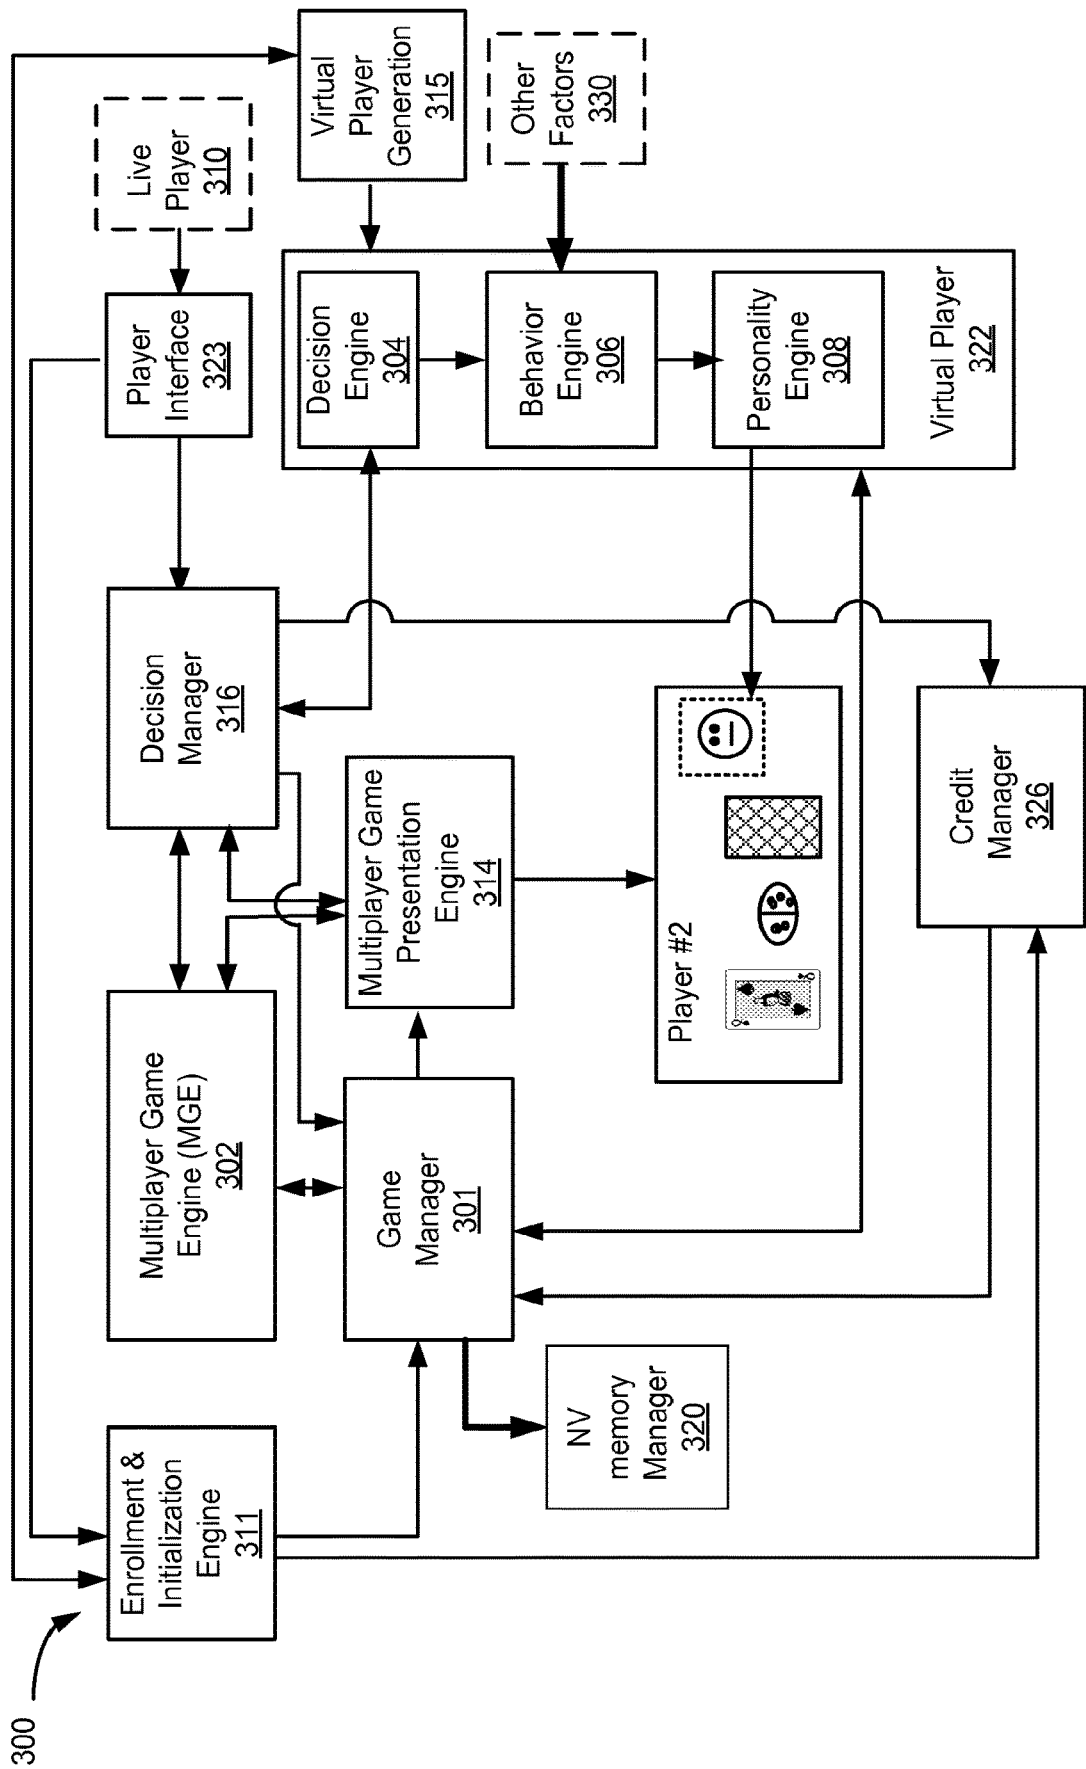 300
Enrollment &
Initialization
Engine
311
Multiplayer Game
Engine (MGE)
302
Decision
Manager
316
Player
Interface
323
Live
Player
310
Game
Manager
301
Multiplayer Game
Presentation
Engine
314
Decision
Engine
304
Virtual
Player
Generation
315
NV
memory
Manager
320
Behavior
Engine
306
Other
Factors
330
Player #2
Q
Q
Personality
Engine
308
Virtual Player
322
Credit
Manager
326